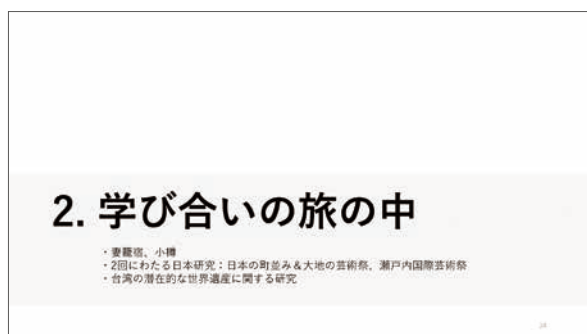 2. 学び合いの旅の中
・妻籠宿、小樽
・2回にわたる日本研究：日本の町並み＆大地の芸術祭、瀬戸内国際芸術祭
・台湾の潜在的な世界遺産に関する研究